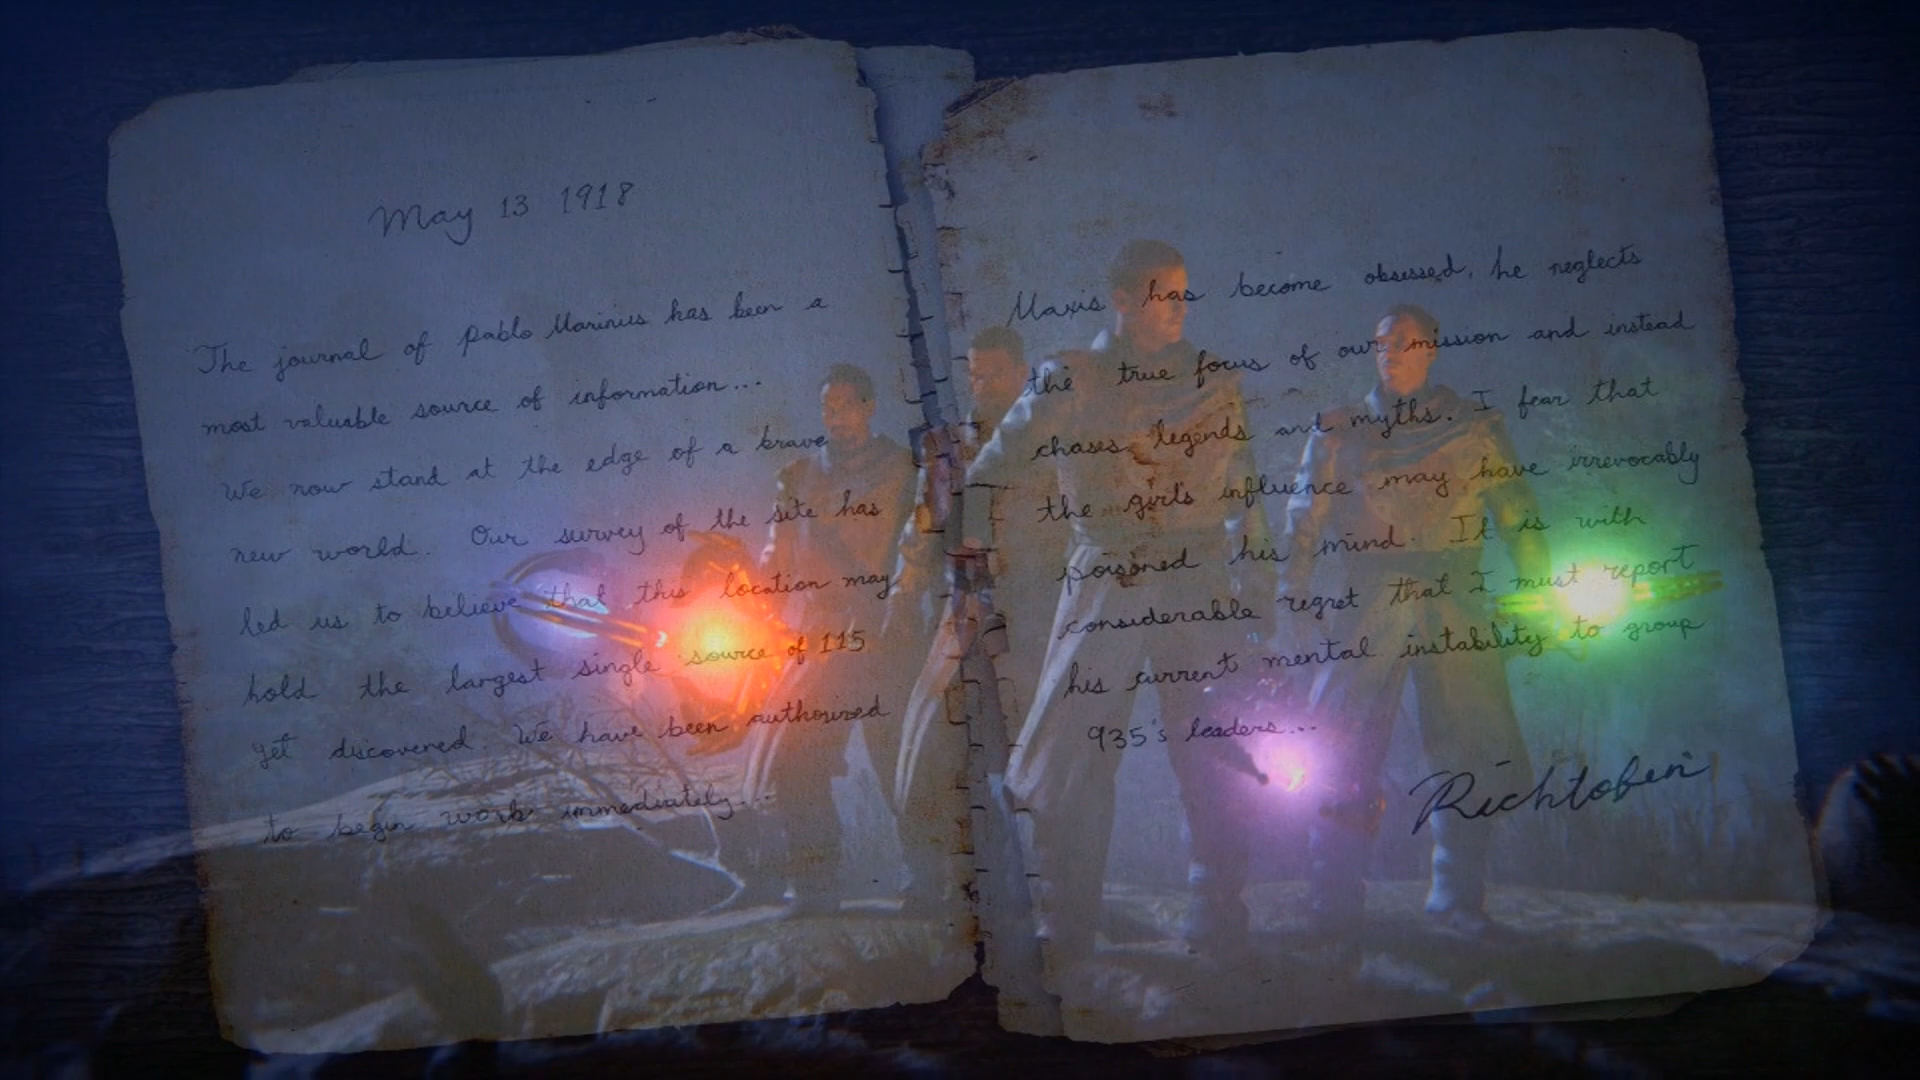 May 13 1918
The journal of Pablo Marinus has been a
most valuable source of information...
We now stand at the edge of a brave
new world. Our survey of the site has
led us to believe that this location may
hold the largest single source of 115
yet discovered. We have been authorized
to begin work immediately...
Maxis has become obsessed, he neglects
the true focus of our mission and instead
chases legends and myths. I fear that
the girl's influence may have irrevocably
poisoned his mind. It is with
considerable regret that I must report
his current mental instability to group
935's leaders...
Richtofen